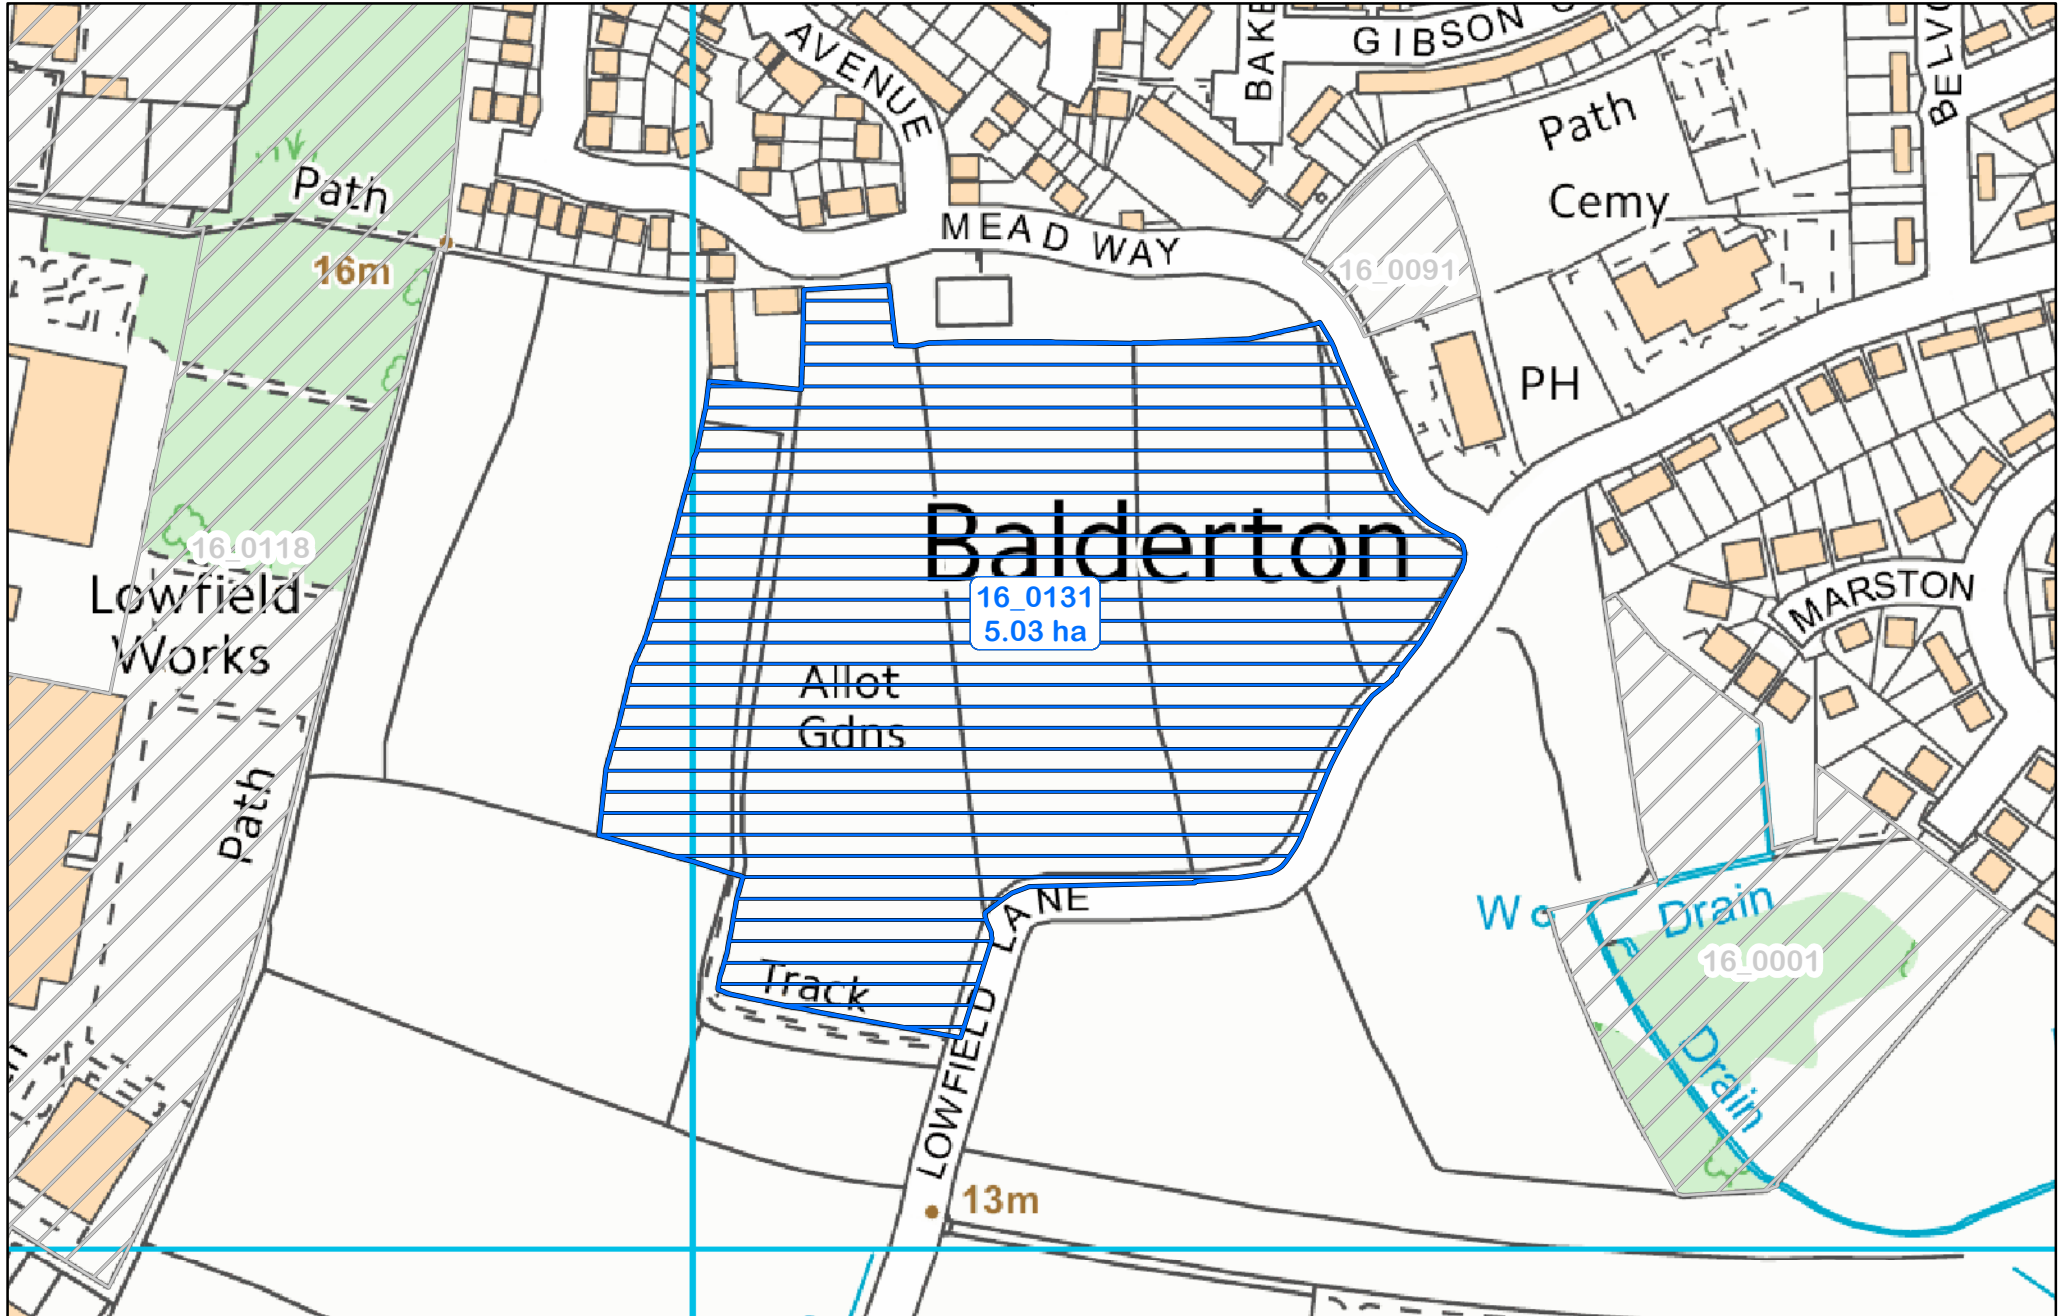 AVENUE
BAKE
GIBSON
BELV
Path
Cemy
Path
16m
MEAD WAY
16_0091
PH
Balderton
16_0118
Lowfield
Works
16_0131
5.03 ha
MARSTON
Allot
Gdns
Path
LOWFIELD LANE
Track
W
Drain
16_0001
Drain
13m